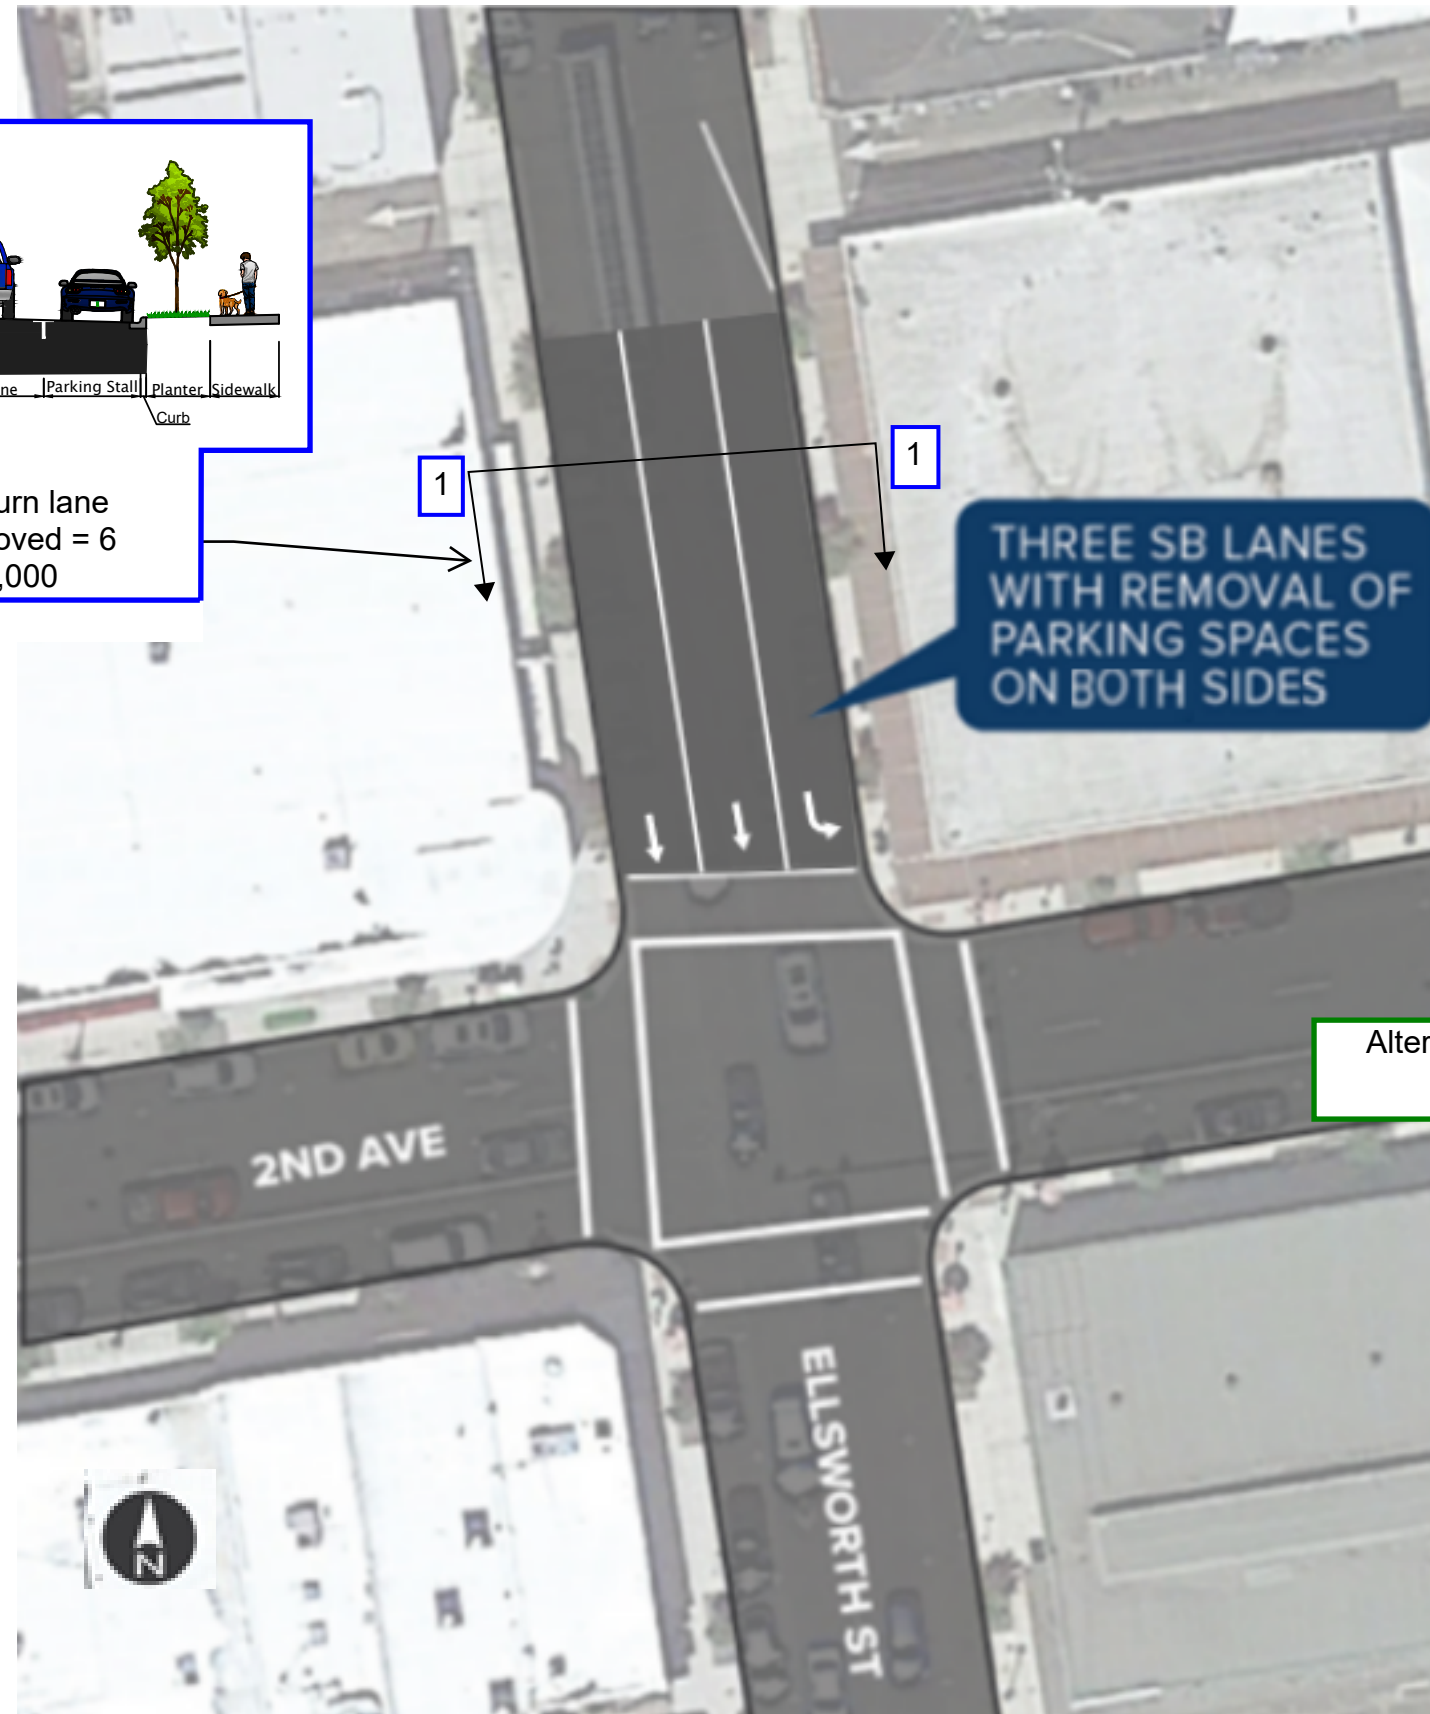 ne
Parking Stall
Planter
Sidewalk
Curb
urn lane
oved = 6
,000
1
1
THREE SB LANES
WITH REMOVAL OF
PARKING SPACES
ON BOTH SIDES
Alter
2ND AVE
ELLSWORTH ST
N